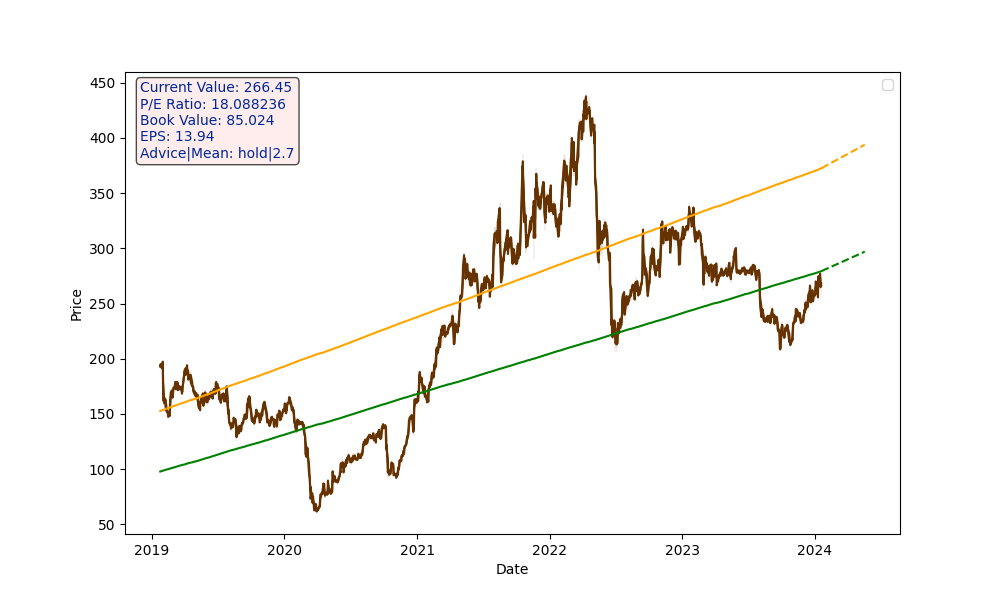 Current Value: 266.45
P/E Ratio: 18.088236
Book Value: 85.024
EPS: 13.94
Advice|Mean: hold|2.7
450
400
350
300
250
200
150
100
50
Price
2019 2020 2021 2022 2023 2024
Date